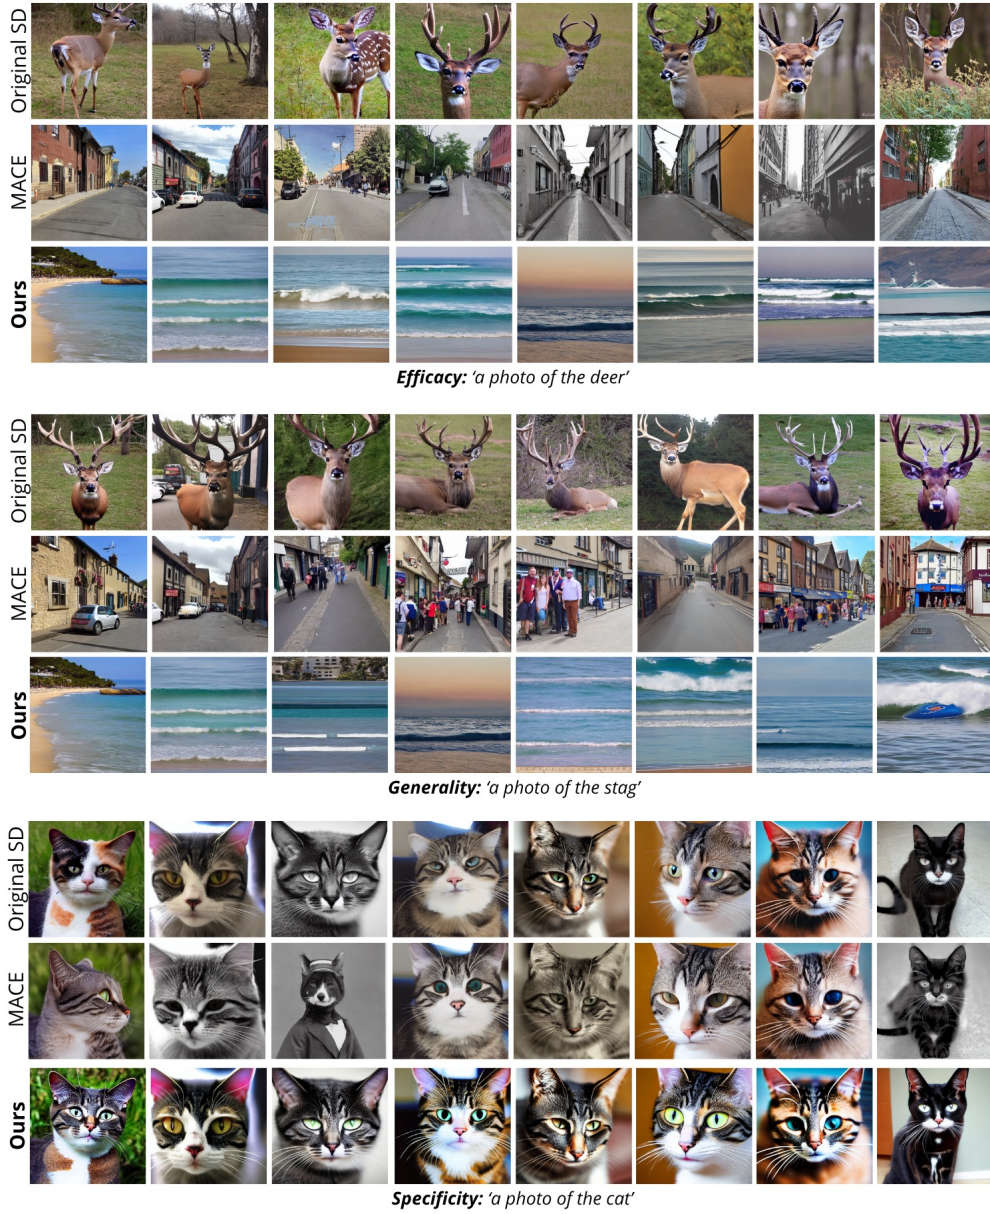 Original SD
MACE
Ours
Efficacy: ‘a photo of the deer’
Original SD
MACE
Ours
Generality: ‘a photo of the stag’
Original SD
MACE
Ours
Specificity: ‘a photo of the cat’